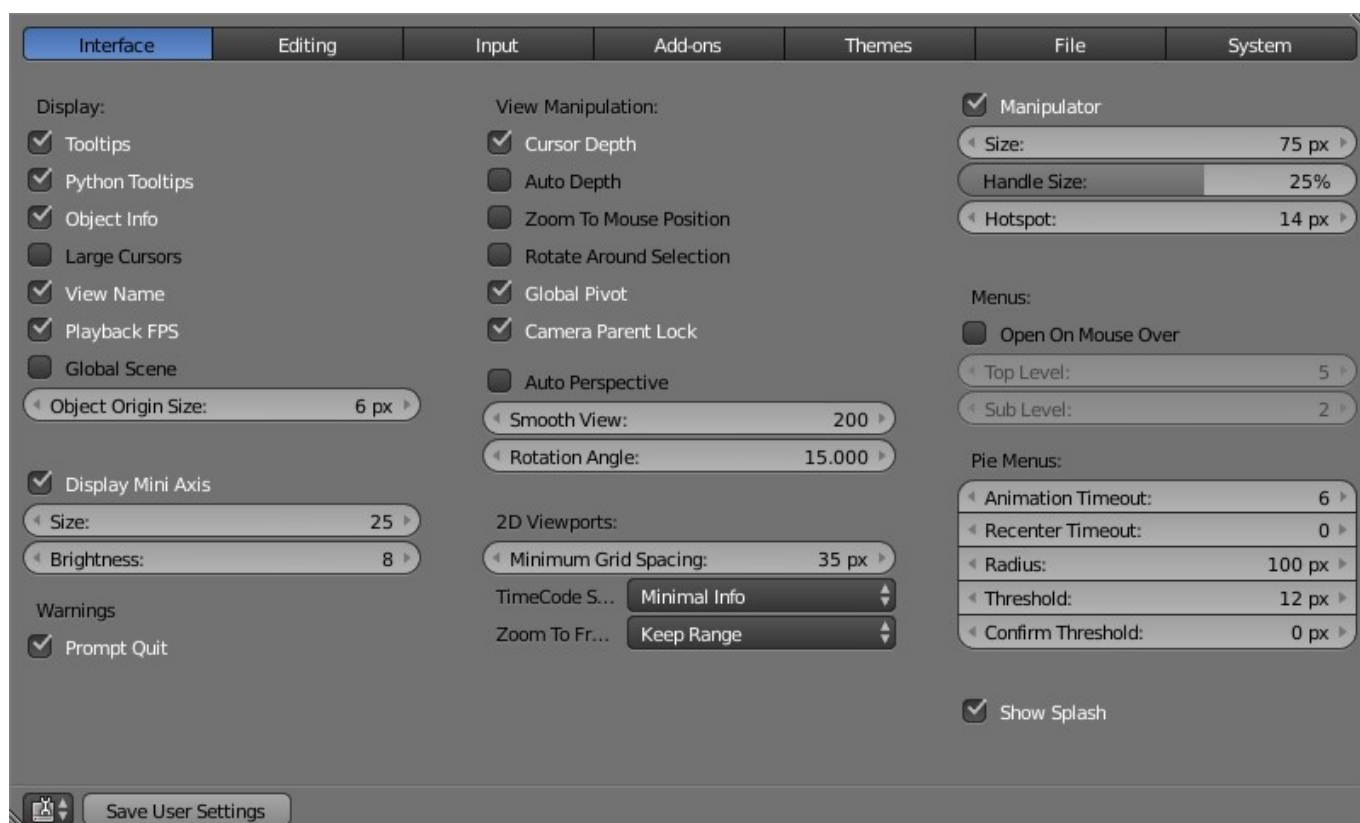 Interface Editing Input Add-ons Themes File System
Display:
Tooltips
Python Tooltips
Object Info
Large Cursors
View Name
Playback FPS
Global Scene
Object Origin Size: 6 px
Display Mini Axis
Size: 25
Brightness: 8
Warnings
Prompt Quit
View Manipulation:
Cursor Depth
Auto Depth
Zoom To Mouse Position
Rotate Around Selection
Global Pivot
Camera Parent Lock
Auto Perspective
Smooth View: 200
Rotation Angle: 15.000
2D Viewports:
Minimum Grid Spacing: 35 px
TimeCode S... Minimal Info
Zoom To Fr... Keep Range
Manipulator
Size: 75 px
Handle Size: 25%
Hotspot: 14 px
Menus:
Open On Mouse Over
Top Level: 5
Sub Level: 2
Pie Menus:
Animation Timeout: 6
Recenter Timeout: 0
Radius: 100 px
Threshold: 12 px
Confirm Threshold: 0 px
Show Splash
Save User Settings